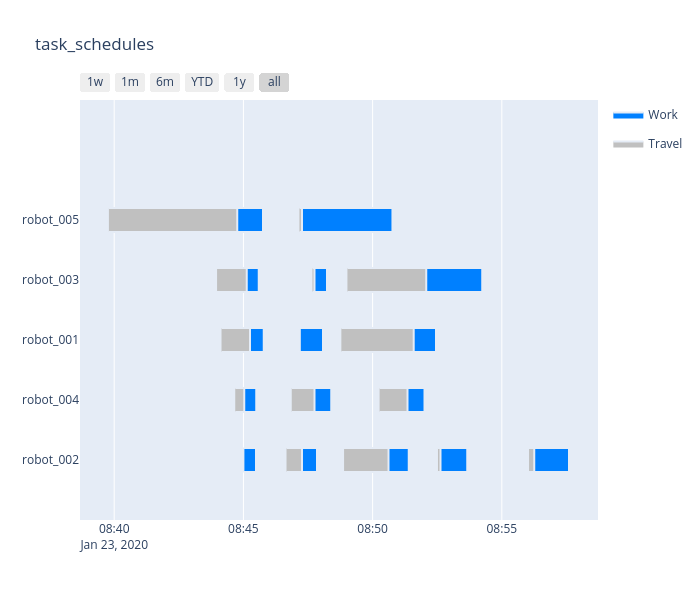 task_schedules
1w 1m 6m YTD 1y all
Work
Travel
robot_005
robot_003
robot_001
robot_004
robot_002
08:40 08:45 08:50 08:55
Jan 23, 2020